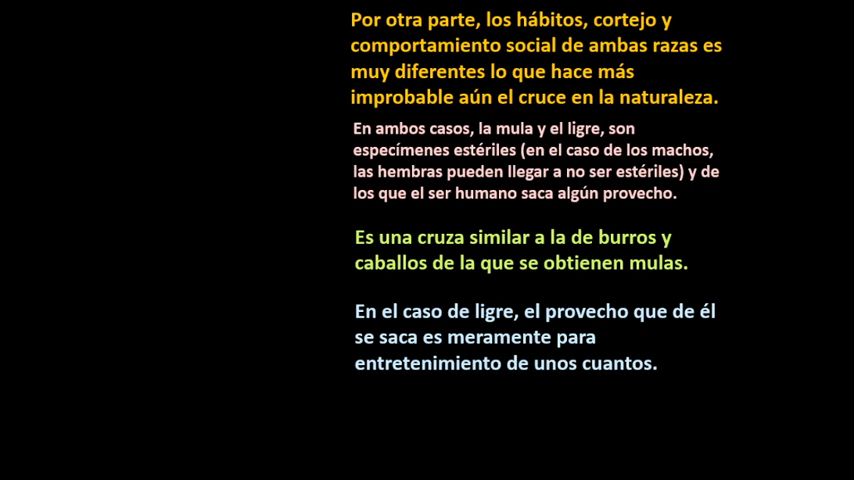 Por otra parte, los hábitos, cortejo y
comportamiento social de ambas razas es
muy diferentes lo que hace más
improbable aún el cruce en la naturaleza.
En ambos casos, la mula y el ligre, son
especímenes estériles (en el caso de los machos,
las hembras pueden llegar a no ser estériles) y de
los que el ser humano saca algún provecho.
Es una cruza similar a la de burros y
caballos de la que se obtienen mulas.
En el caso de ligre, el provecho que de él
se saca es meramente para
entretenimiento de unos cuantos.